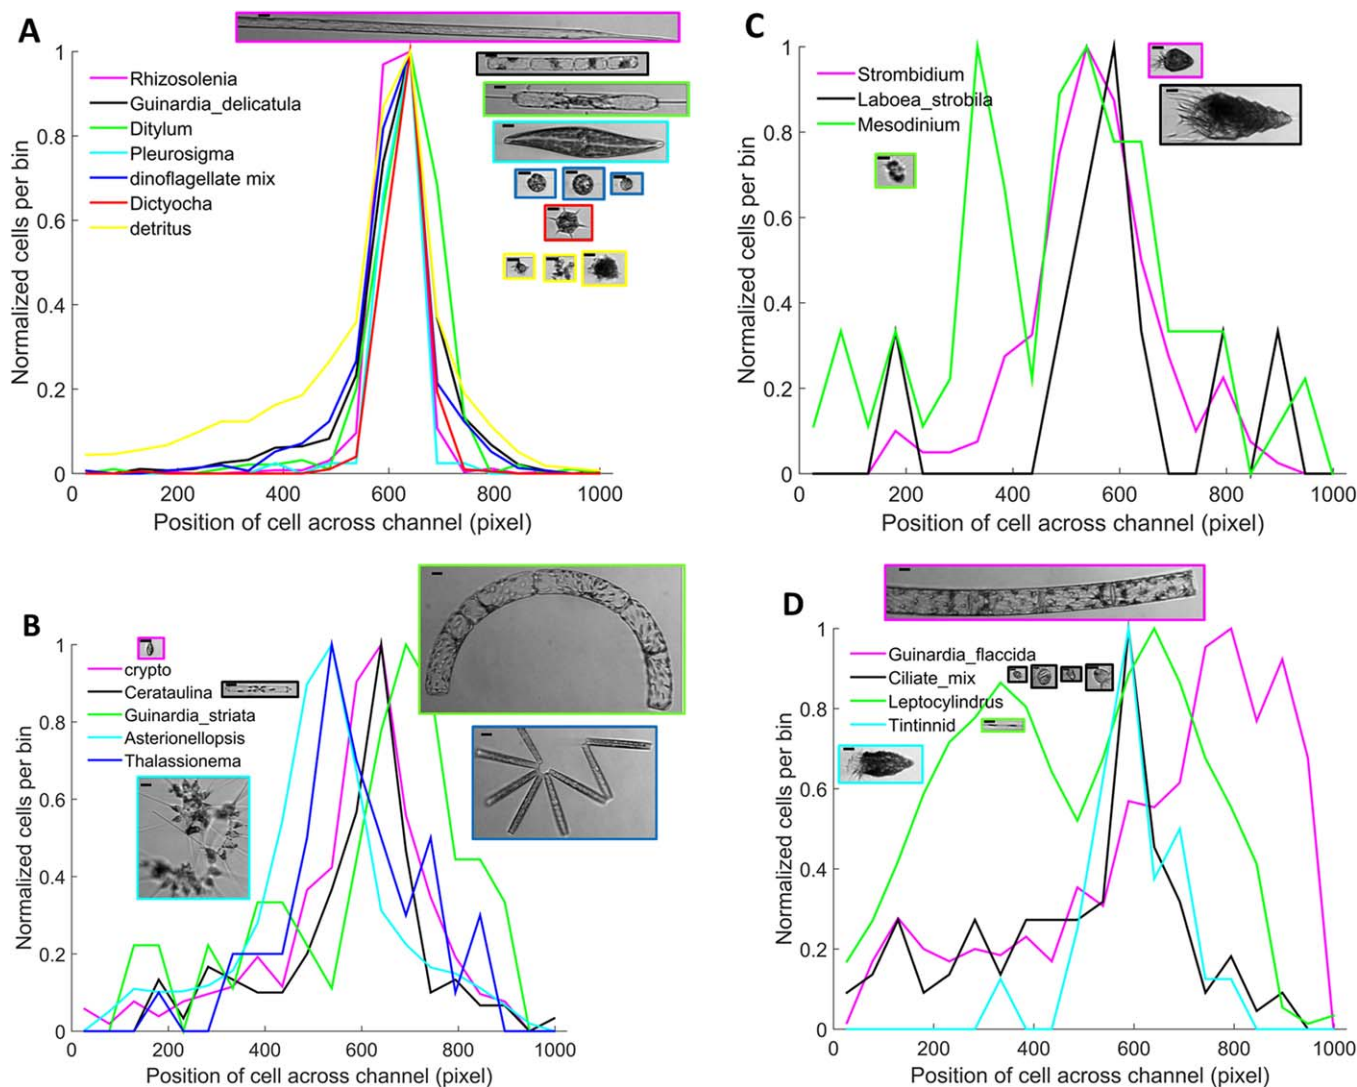 A
Normalized cells per bin
1
0.8
0.6
0.4
0.2
0
Rhizosolenia
Guinardia_delicatula
Ditylum
Pleurosigma
dinoflagellate mix
Dictyocha
detritus
0 200 400 600 800 1000
Position of cell across channel (pixel)
C
Normalized cells per bin
1
0.8
0.6
0.4
0.2
0
Strombidium
Laboea_strobila
Mesodinium
0 200 400 600 800 1000
Position of cell across channel (pixel)
B
Normalized cells per bin
1
0.8
0.6
0.4
0.2
0
crypto
Cerataulina
Guinardia_striata
Asterionellopsis
Thalassionema
0 200 400 600 800 1000
Position of cell across channel (pixel)
D
Normalized cells per bin
1
0.8
0.6
0.4
0.2
0
Guinardia_flaccida
Ciliate_mix
Leptocylindrus
Tintinnid
0 200 400 600 800 1000
Position of cell across channel (pixel)